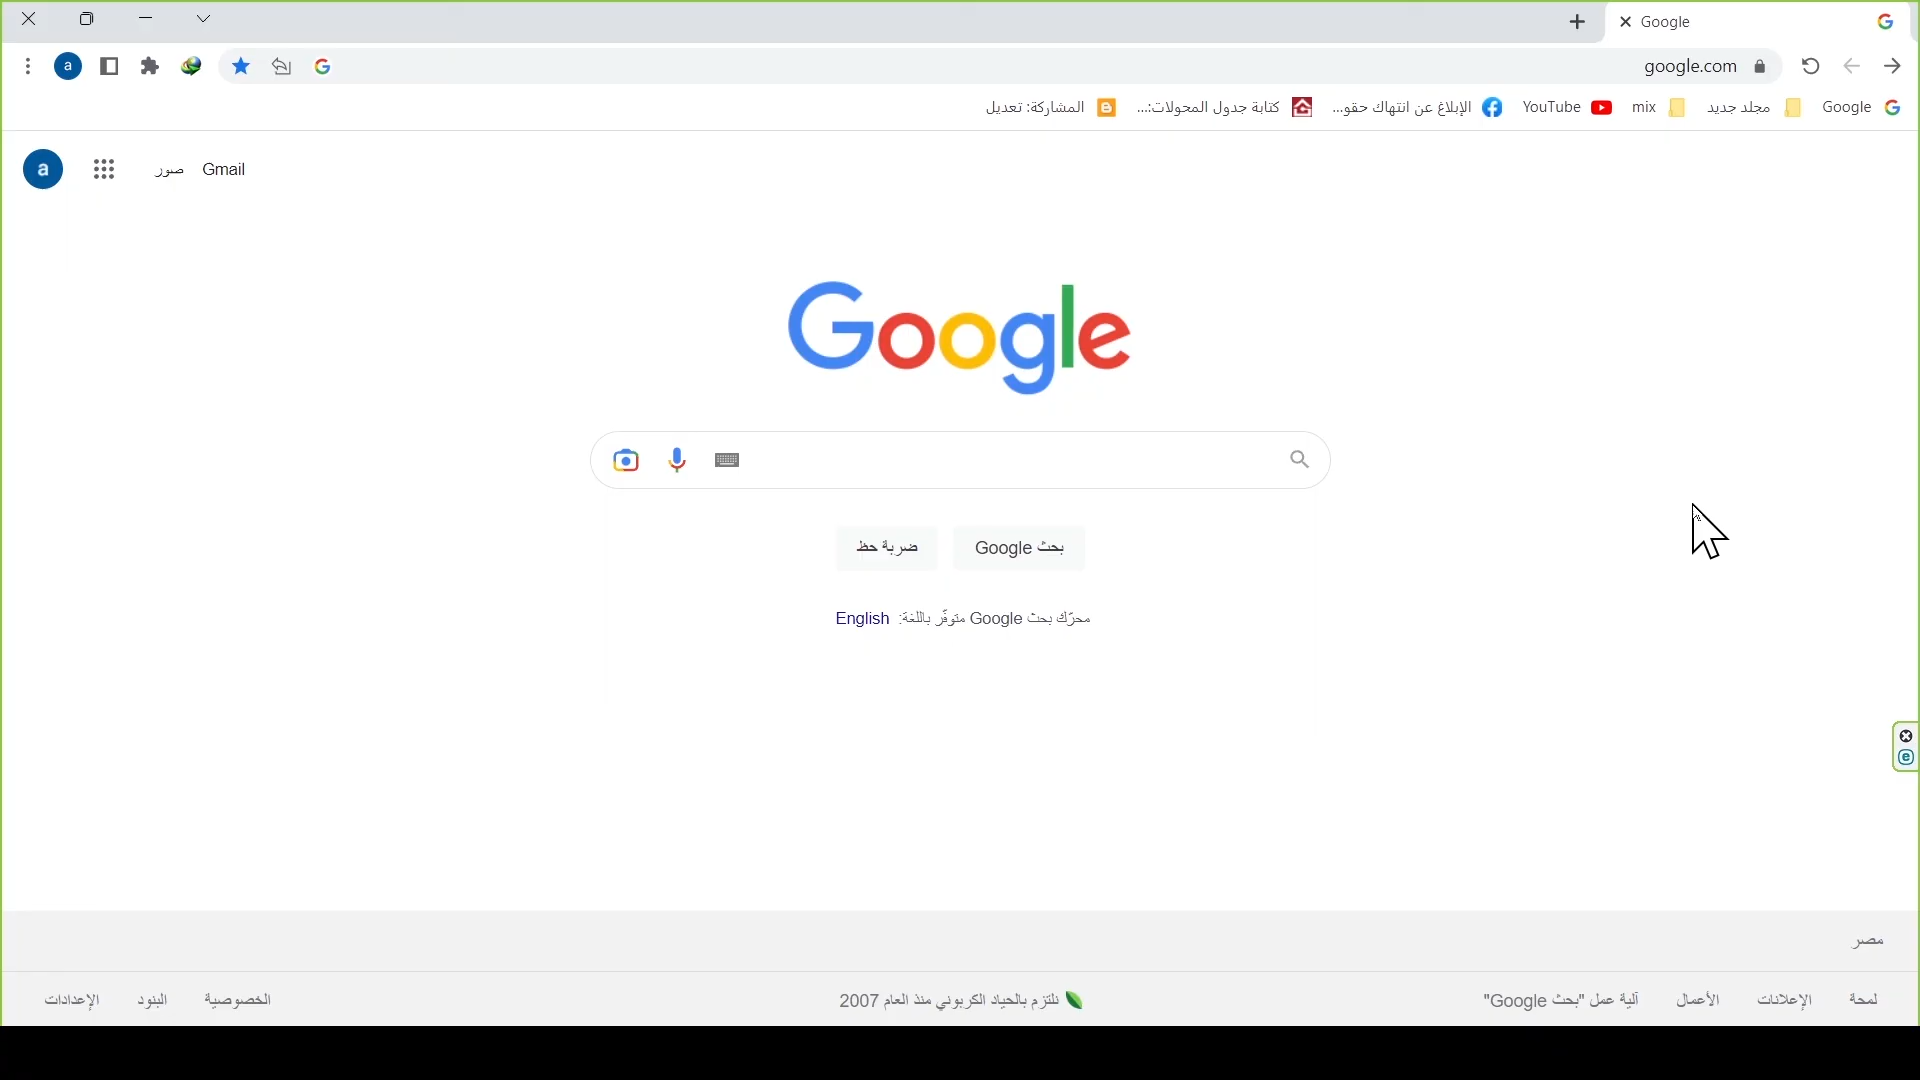 Google
google.com
a
Google
مجلد جديد
mix
YouTube
الإبلاغ عن انتهاك حقو...
كتابة جدول المحولات:...
المشاركة: تعديل
Gmail
صور
a
Google
بحث Google
ضربة حظ
محرّك بحث Google متوفّر باللغة: English
مصر
لمحة
الإعلانات
الأعمال
آلية عمل "بحث Google"
نلتزم بالحياد الكربوني منذ العام 2007
الخصوصية
البنود
الإعدادات